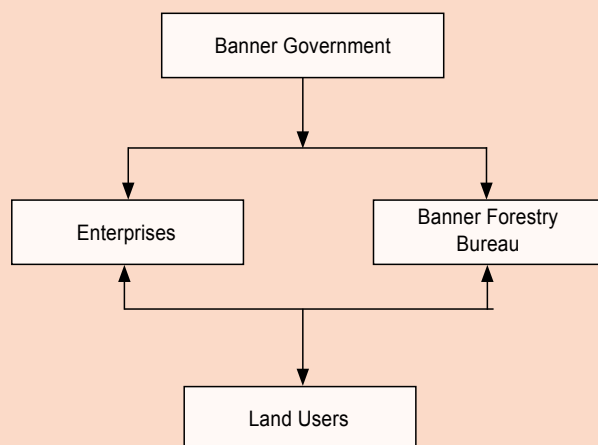 Banner Government
Enterprises
Banner Forestry
Bureau
Land Users